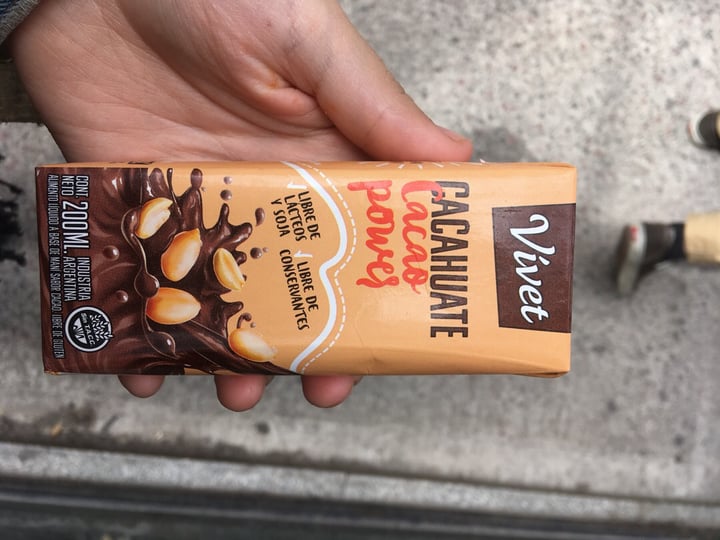 Vivet
CACAHUATE
Cacao
power
LIBRE DE
LÁCTEOS
Y SOJA
LIBRE DE
CONSERVANTES
CONT.
NETO: 200 ML
INDUSTRIA
ARGENTINA
ALIMENTO LÍQUIDO A BASE DE MANÍ SABOR CACAO LIBRE DE GLUTEN
SIN T.A.C.C.